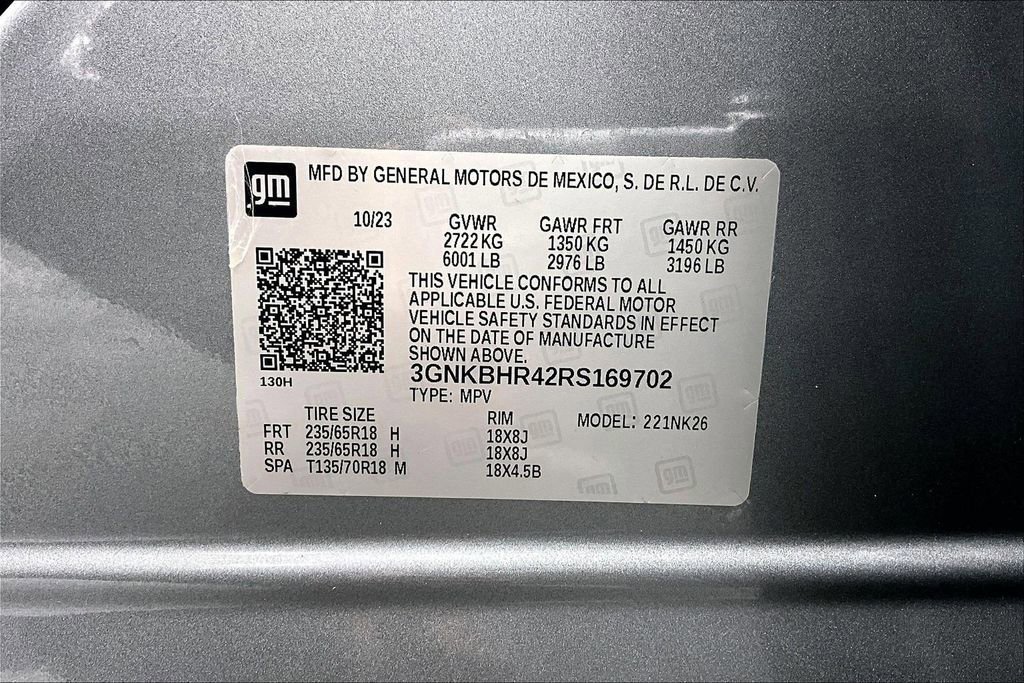 gm MFD BY GENERAL MOTORS DE MEXICO, S. DE R.L. DE C.V.
10/23 GVWR GAWR FRT GAWR RR
2722 KG 1350 KG 1450 KG
6001 LB 2976 LB 3196 LB
THIS VEHICLE CONFORMS TO ALL
APPLICABLE U.S. FEDERAL MOTOR
VEHICLE SAFETY STANDARDS IN EFFECT
ON THE DATE OF MANUFACTURE
SHOWN ABOVE.
3GNKBHR42RS169702
130H
TYPE: MPV
TIRE SIZE RIM MODEL: 221NK26
FRT 235/65R18 H 18X8J
RR 235/65R18 H 18X8J
SPA T135/70R18 M 18X4.5B